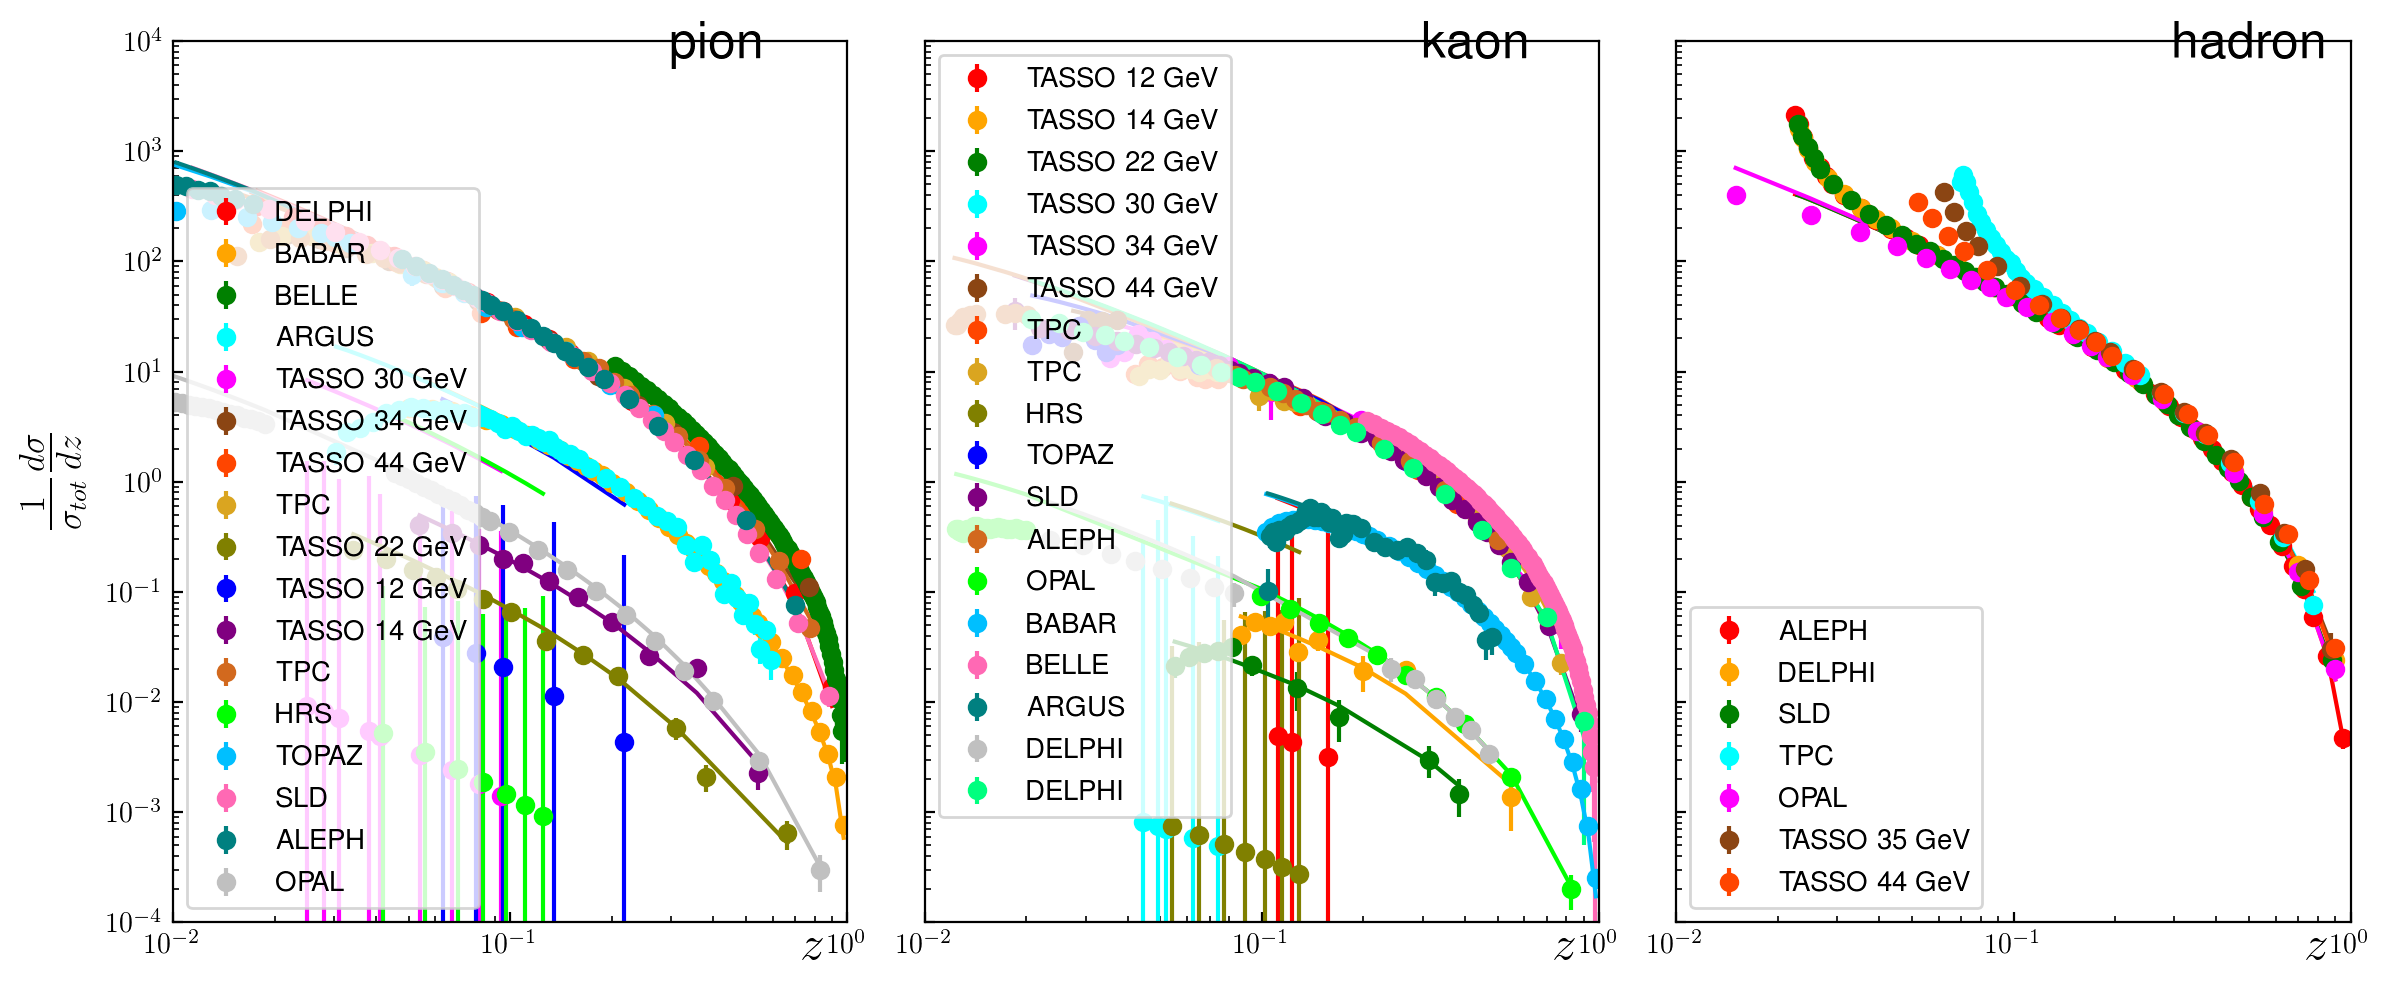 pion
kaon
hadron
10^4
10^3
10^2
10^1
10^0
10^-1
10^-2
10^-3
10^-4
1/σ_tot dσ/dz
DELPHI
BABAR
BELLE
ARGUS
TASSO 30 GeV
TASSO 34 GeV
TASSO 44 GeV
TPC
TASSO 22 GeV
TASSO 12 GeV
TASSO 14 GeV
TPC
HRS
TOPAZ
SLD
ALEPH
OPAL
TASSO 12 GeV
TASSO 14 GeV
TASSO 22 GeV
TASSO 30 GeV
TASSO 34 GeV
TASSO 44 GeV
TPC
TPC
HRS
TOPAZ
SLD
ALEPH
OPAL
BABAR
BELLE
ARGUS
DELPHI
DELPHI
ALEPH
DELPHI
SLD
TPC
OPAL
TASSO 35 GeV
TASSO 44 GeV
10^-2 10^-1 z 10^0
10^-2 10^-1 z 10^0
10^-2 10^-1 z 10^0